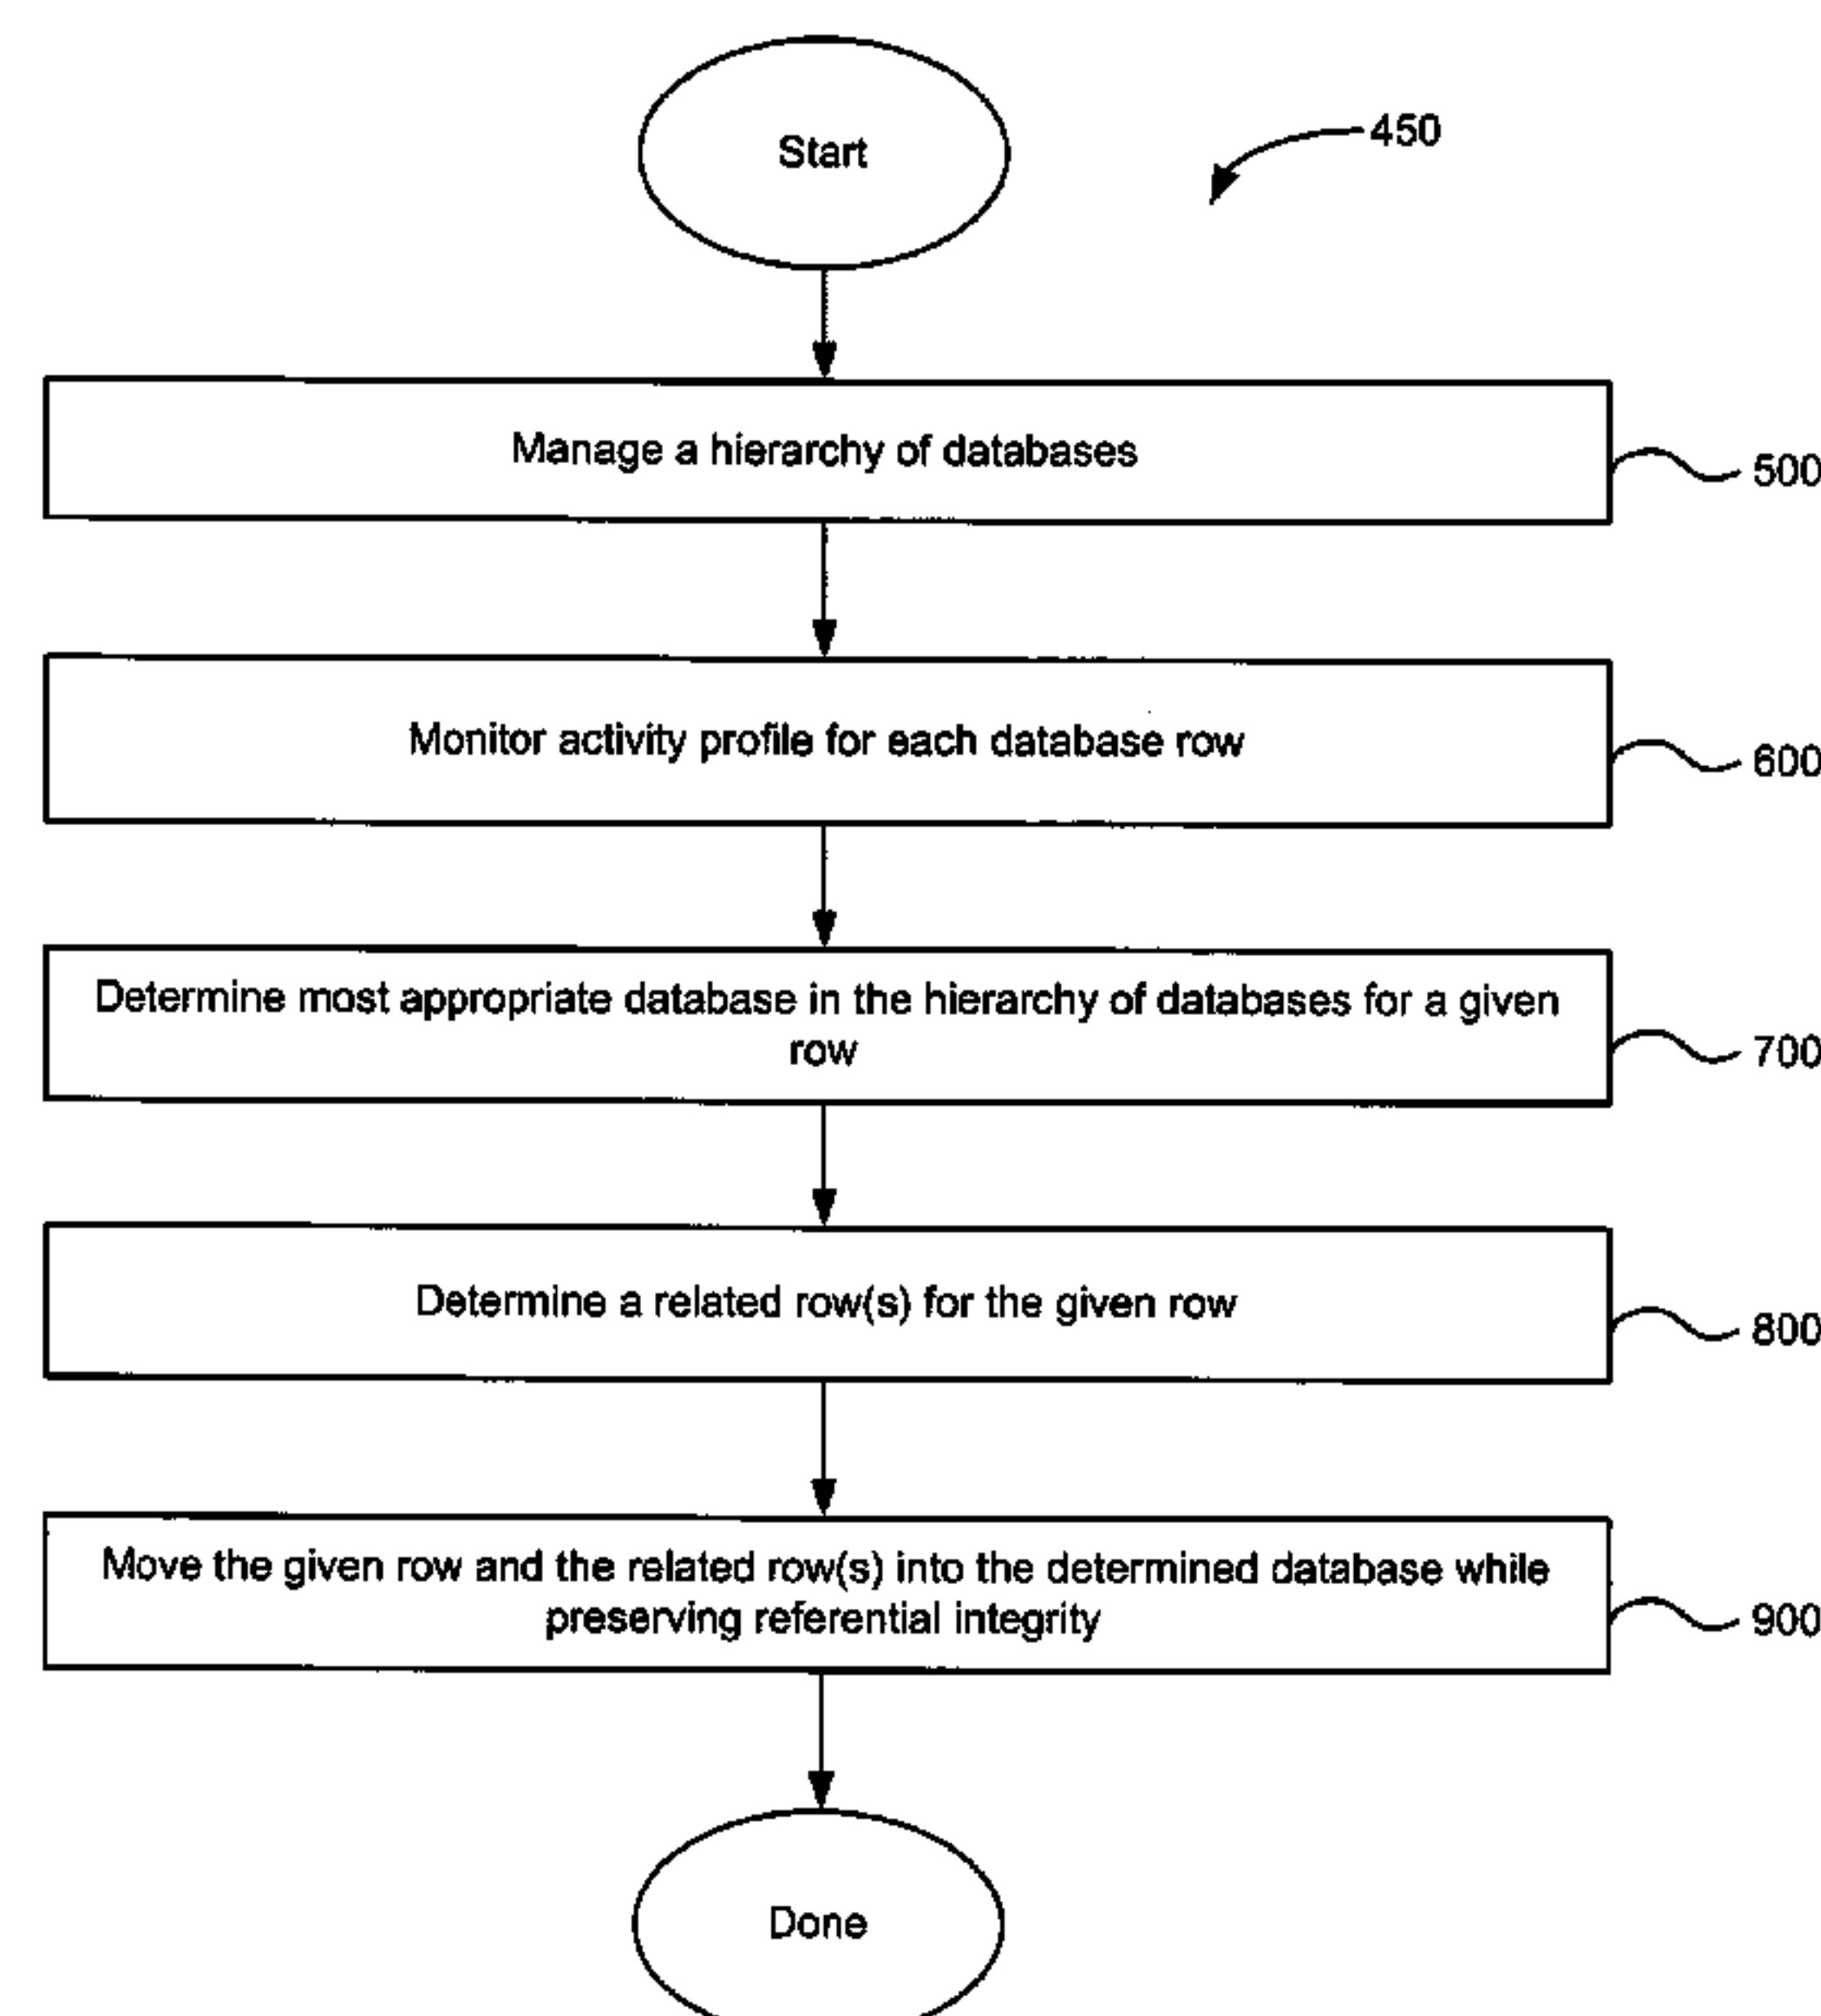 Start
450
Manage a hierarchy of databases
500
Monitor activity profile for each database row
600
Determine most appropriate database in the hierarchy of databases for a given
row
700
Determine a related row(s) for the given row
800
Move the given row and the related row(s) into the determined database while
preserving referential integrity
900
Done